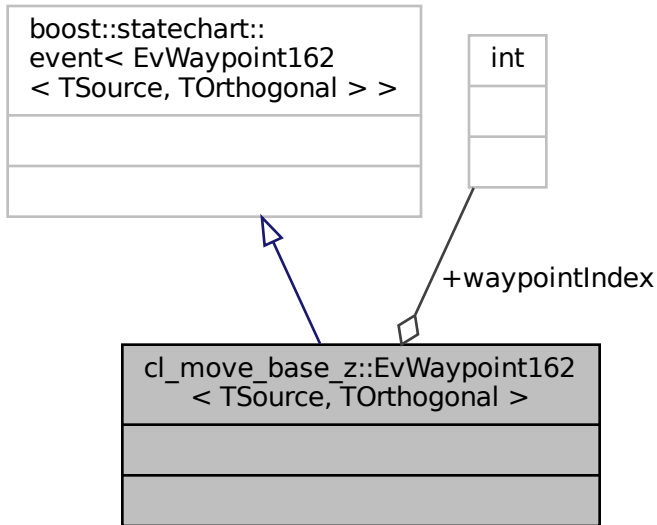 boost::statechart::
event< EvWaypoint162
< TSource, TOrthogonal > >
int
+waypointIndex
cl_move_base_z::EvWaypoint162
< TSource, TOrthogonal >